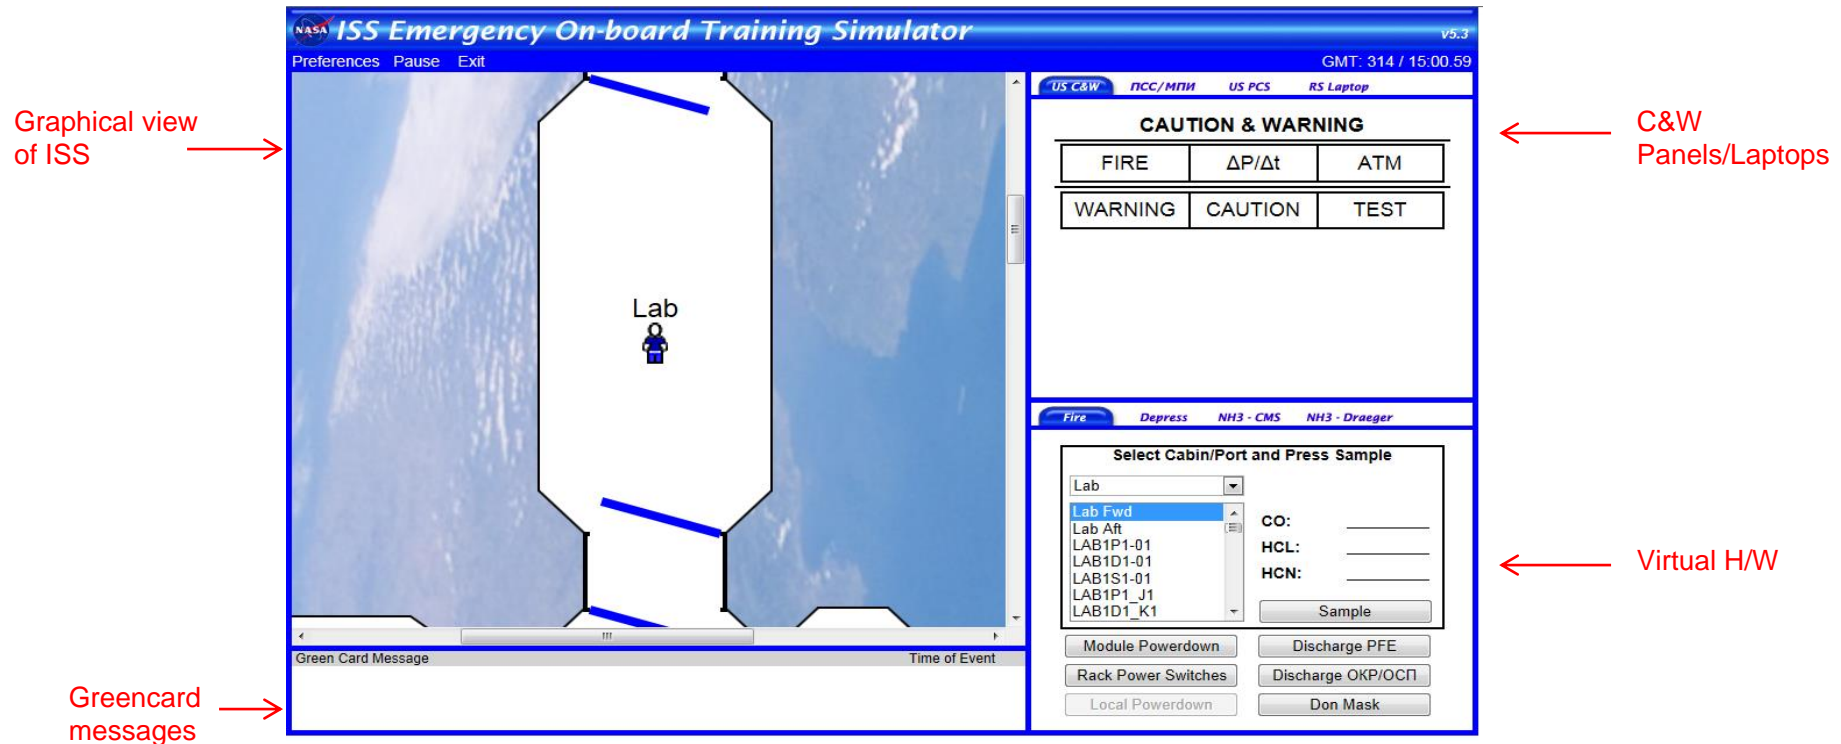 NASA ISS Emergency On-board Training Simulator v5.3
Preferences Pause Exit GMT: 314 / 15:00.59
Graphical view
of ISS
Lab
US C&W ПСС/МПИ US PCS RS Laptop
CAUTION & WARNING
FIRE ΔP/Δt ATM
WARNING CAUTION TEST
C&W
Panels/Laptops
Fire Depress NH3 - CMS NH3 - Draeger
Select Cabin/Port and Press Sample
Lab
Lab Fwd
Lab Aft
LAB1P1-01
LAB1D1-01
LAB1S1-01
LAB1P1_J1
LAB1D1_K1
CO:
HCL:
HCN:
Sample
Module Powerdown Discharge PFE
Rack Power Switches Discharge ОКР/ОСП
Local Powerdown Don Mask
Virtual H/W
Green Card Message Time of Event
Greencard
messages